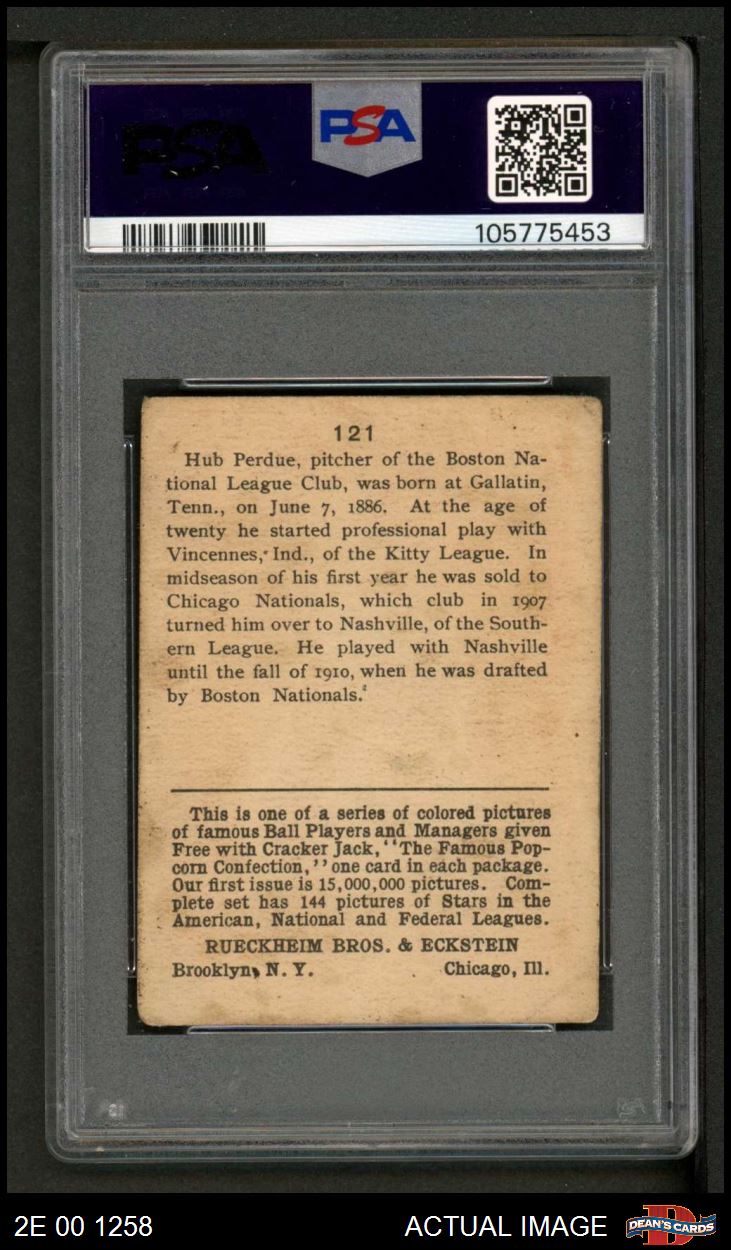 PSA
PSA
105775453
121
Hub Perdue, pitcher of the Boston Na-
tional League Club, was born at Gallatin,
Tenn., on June 7, 1886. At the age of
twenty he started professional play with
Vincennes, Ind., of the Kitty League. In
midseason of his first year he was sold to
Chicago Nationals, which club in 1907
turned him over to Nashville, of the South-
ern League. He played with Nashville
until the fall of 1910, when he was drafted
by Boston Nationals.
This is one of a series of colored pictures
of famous Ball Players and Managers given
Free with Cracker Jack, "The Famous Pop-
corn Confection," one card in each package.
Our first issue is 15,000,000 pictures. Com-
plete set has 144 pictures of Stars in the
American, National and Federal Leagues.
RUECKHEIM BROS. & ECKSTEIN
Brooklyn, N. Y. Chicago, Ill.
2E 00 1258 ACTUAL IMAGE DEAN'S CARDS